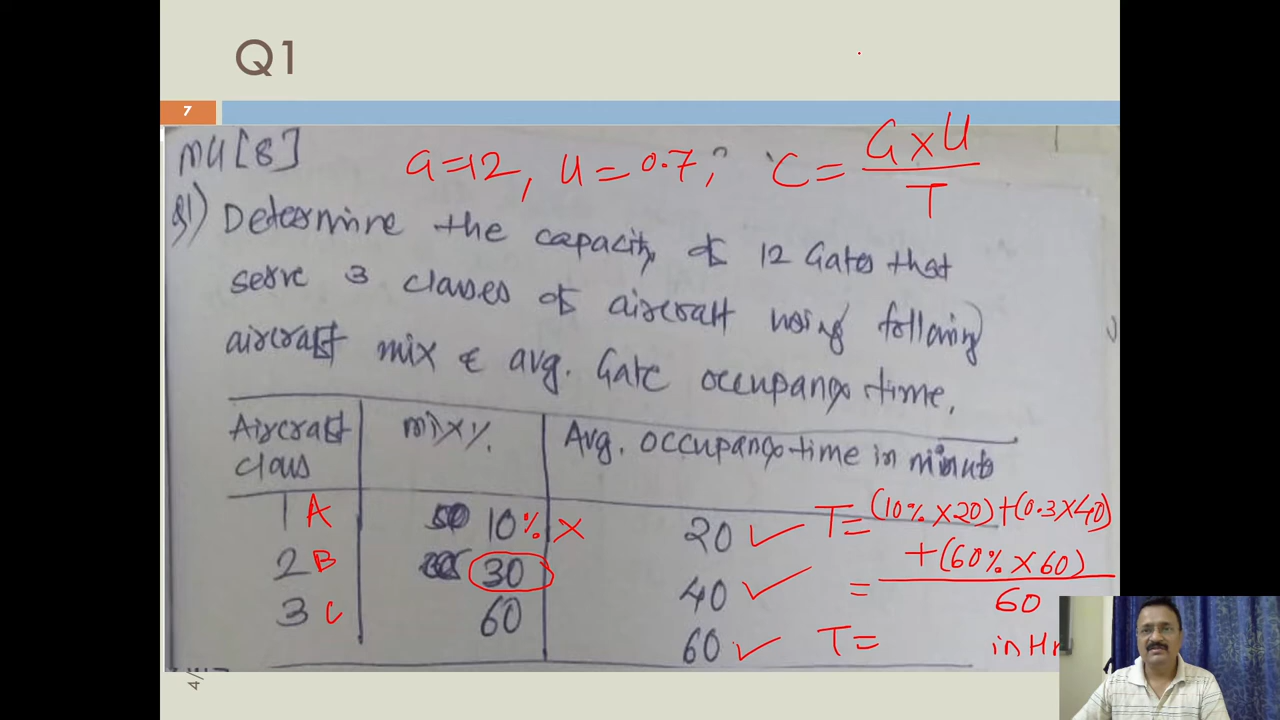 Q1
7
MU[8]
G=12, U=0.7; C= G×U
T
Q1) Determine the capacity of 12 Gates that
serve 3 classes of aircraft using following
aircraft mix & avg. Gate occupancy time.
Aircraft class
mix%
Avg. occupancy time in minute
1 A 10% × 20 ✓ T= (10%×20)+(0.3×40)
+(60%×60)
2 B 30 40 ✓ = 60
3 C 60 60 ✓ T= in Hr
4/